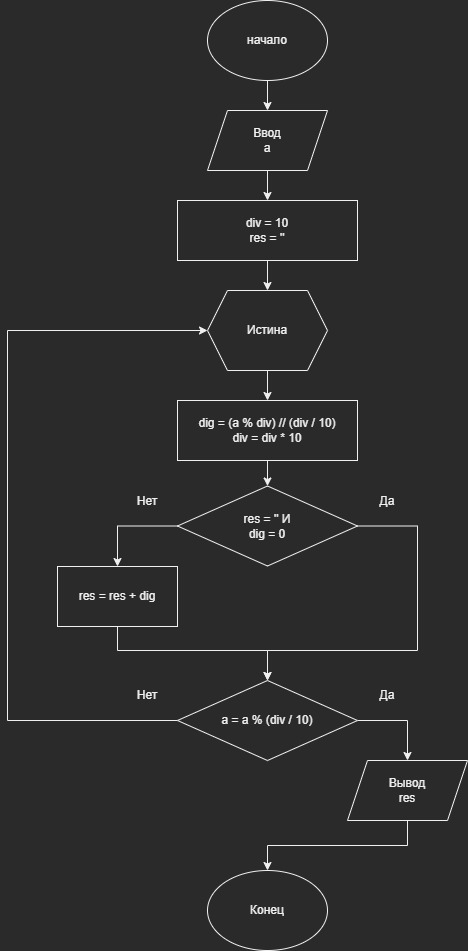 начало
Ввод
a
div = 10
res = "
Истина
dig = (a % div) // (div / 10)
div = div * 10
Нет
Да
res = " И
dig = 0
res = res + dig
Нет
Да
a = a % (div / 10)
Вывод
res
Конец